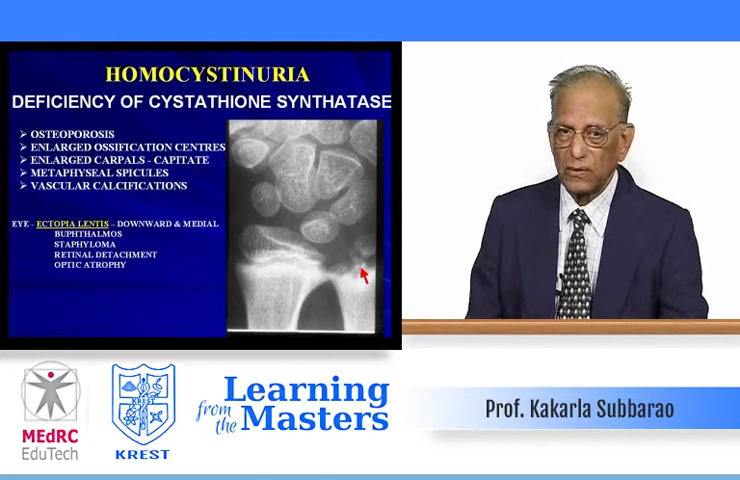 HOMOCYSTINURIA
DEFICIENCY OF CYSTATHIONE SYNTHATASE
➢ OSTEOPOROSIS
➢ ENLARGED OSSIFICATION CENTRES
➢ ENLARGED CARPALS - CAPITATE
➢ METAPHYSEAL SPICULES
➢ VASCULAR CALCIFICATIONS
EYE - ECTOPIA LENTIS – DOWNWARD & MEDIAL
BUPHTHALMOS
STAPHYLOMA
RETINAL DETACHMENT
OPTIC ATROPHY
MEdRC
EduTech
KREST
KREST
Learning
from the Masters
Prof. Kakarla Subbarao